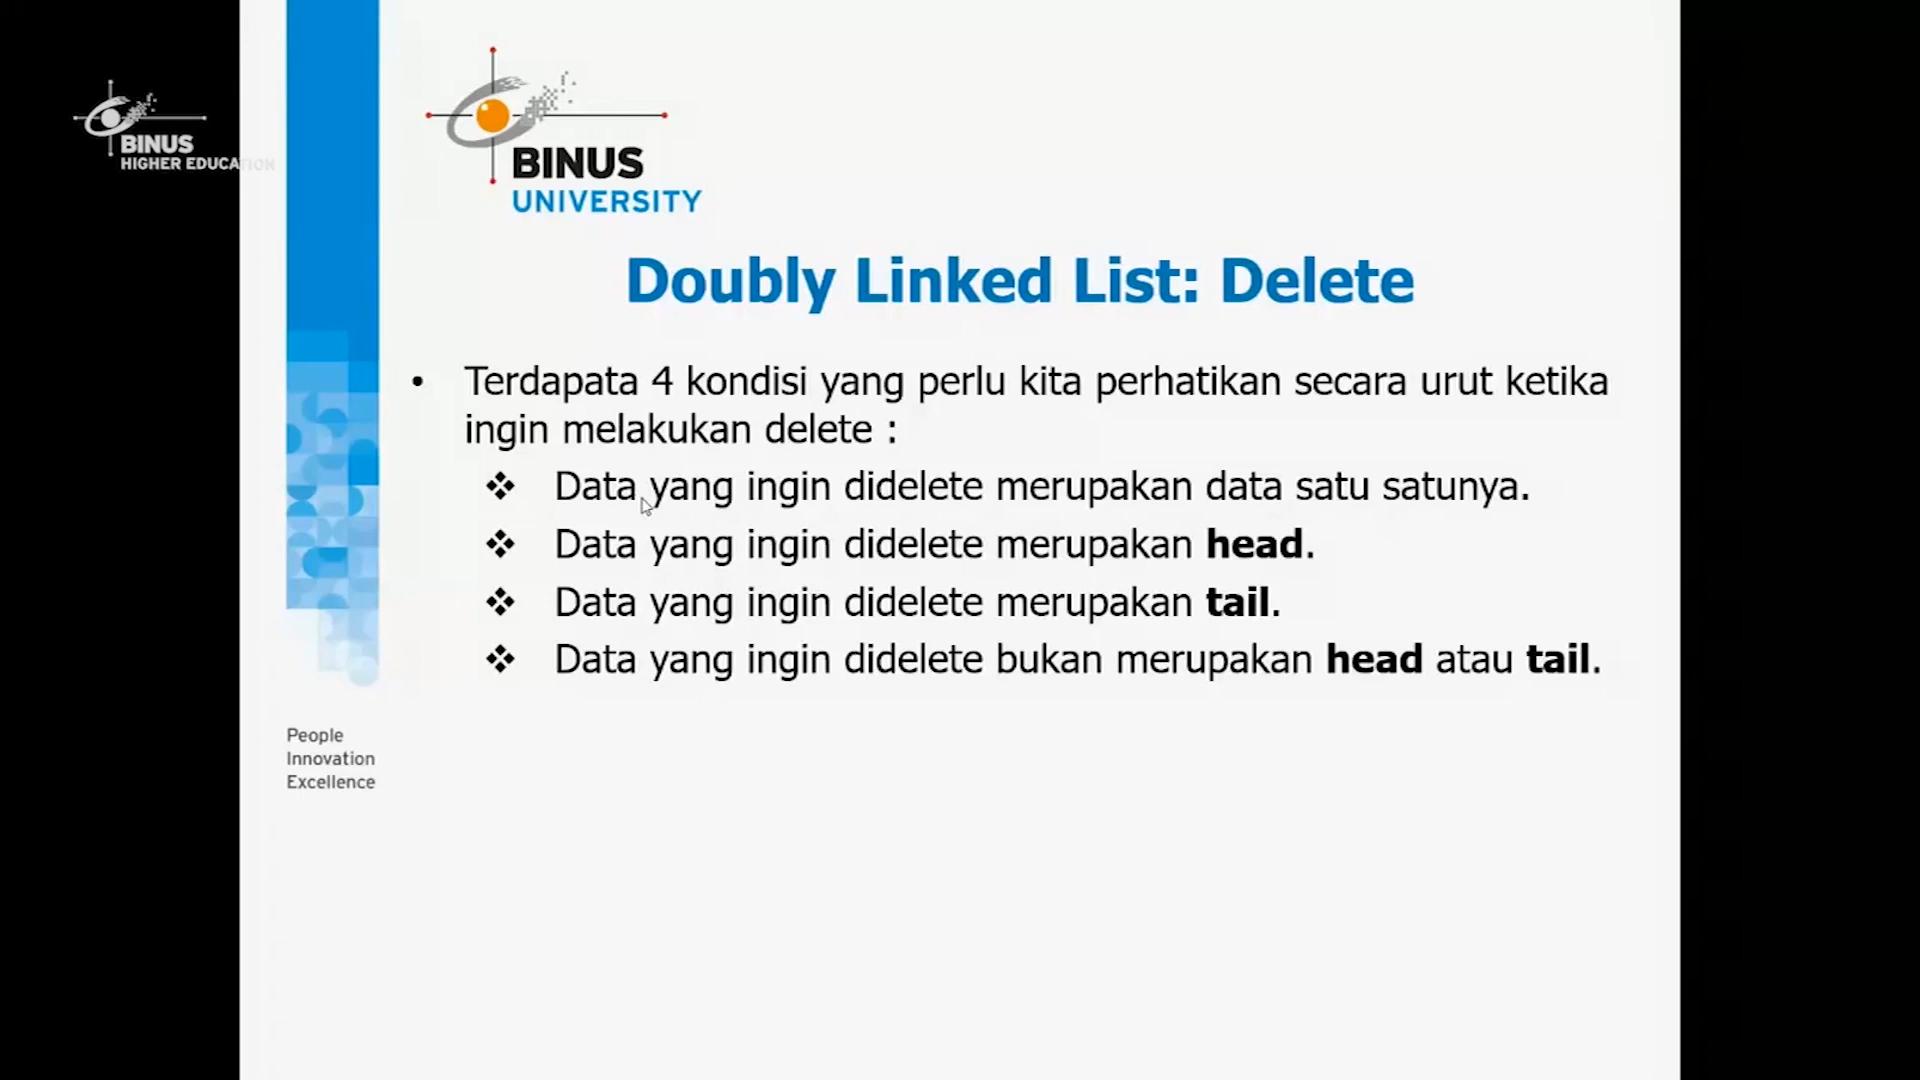 BINUS
HIGHER EDUCATION
BINUS
UNIVERSITY
Doubly Linked List: Delete
• Terdapata 4 kondisi yang perlu kita perhatikan secara urut ketika
ingin melakukan delete :
❖ Data yang ingin didelete merupakan data satu satunya.
❖ Data yang ingin didelete merupakan head.
❖ Data yang ingin didelete merupakan tail.
❖ Data yang ingin didelete bukan merupakan head atau tail.
People
Innovation
Excellence